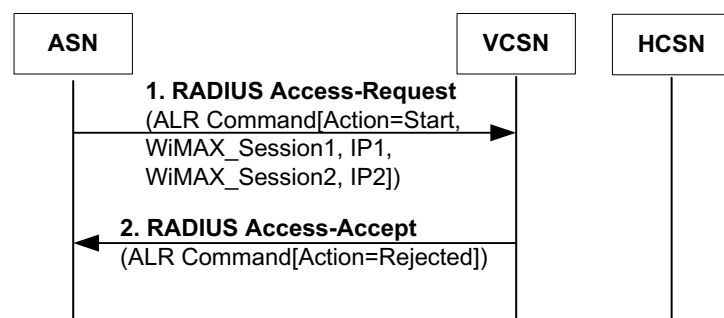 ASN
VCSN
HCSN
1. RADIUS Access-Request
(ALR Command[Action=Start,
WiMAX_Session1, IP1,
WiMAX_Session2, IP2])
2. RADIUS Access-Accept
(ALR Command[Action=Rejected])